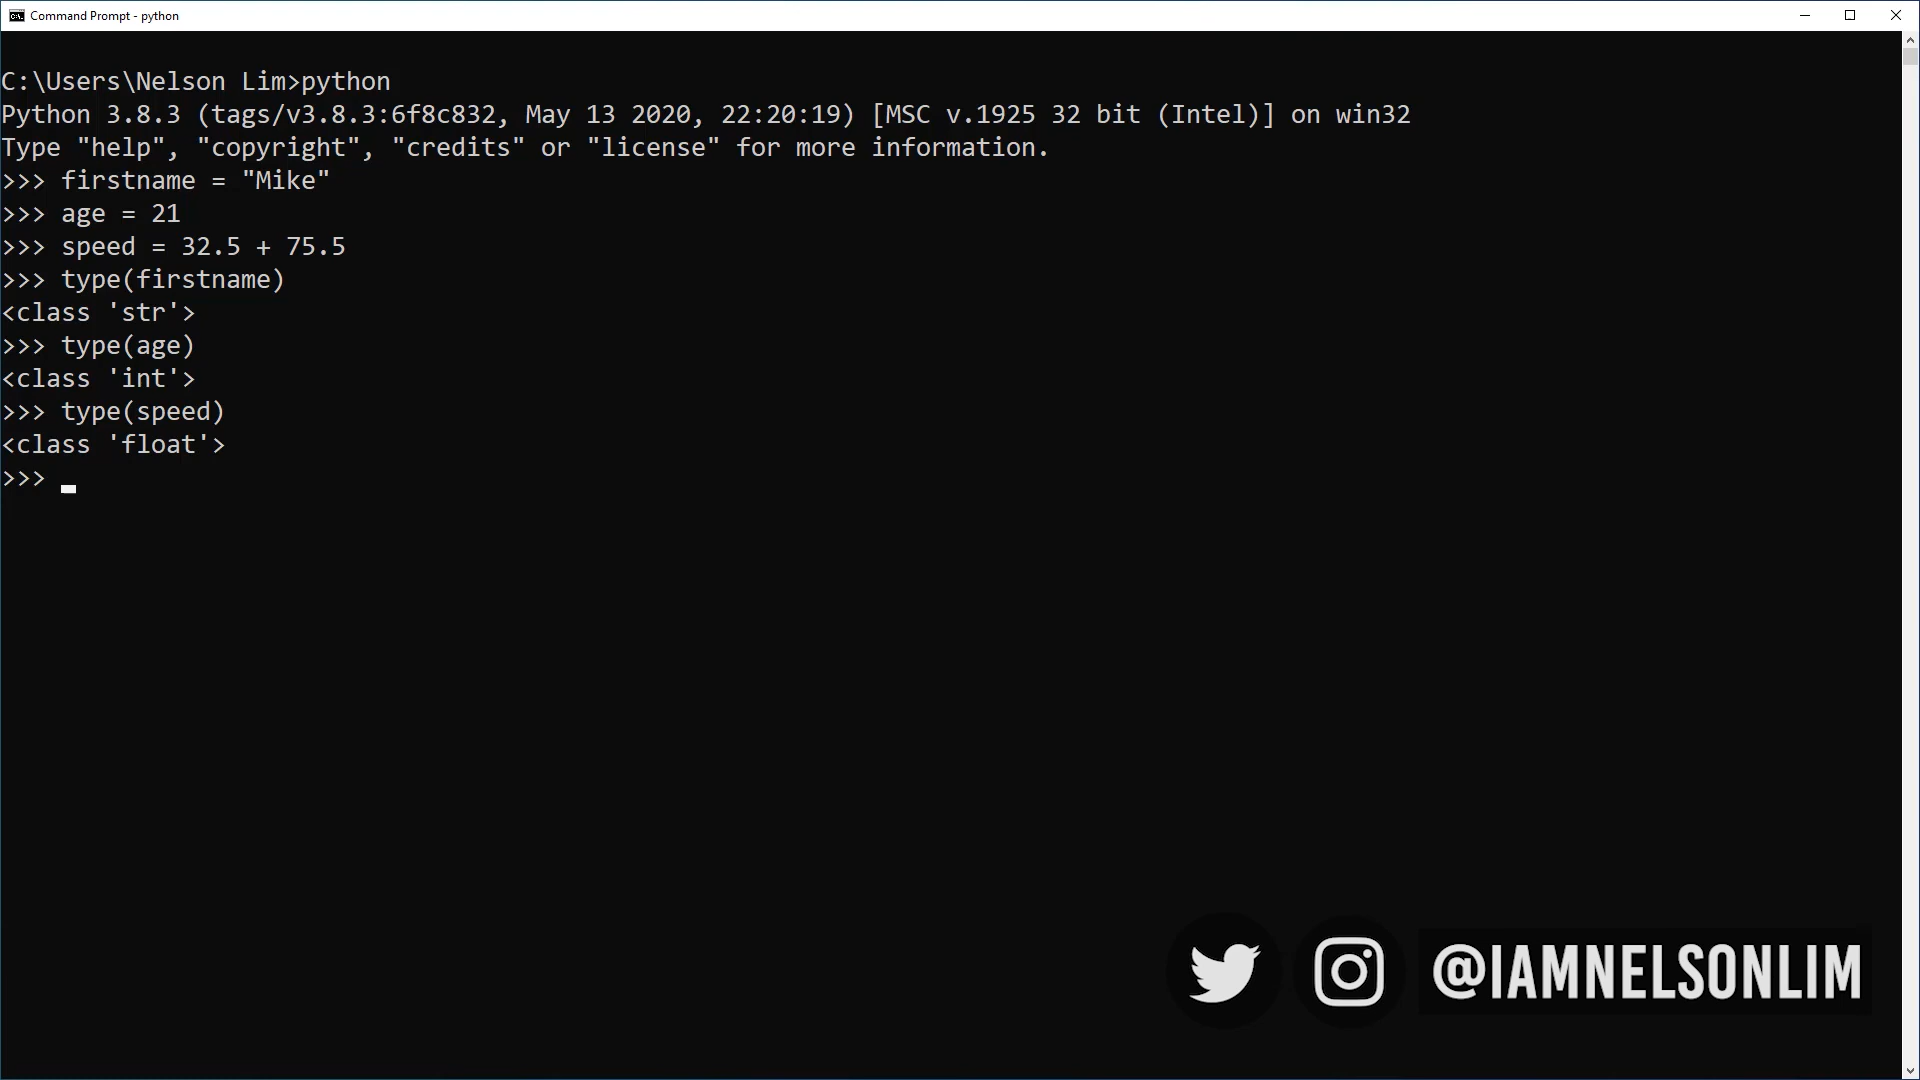 Command Prompt - python
C:\Users\Nelson Lim>python
Python 3.8.3 (tags/v3.8.3:6f8c832, May 13 2020, 22:20:19) [MSC v.1925 32 bit (Intel)] on win32
Type "help", "copyright", "credits" or "license" for more information.
>>> firstname = "Mike"
>>> age = 21
>>> speed = 32.5 + 75.5
>>> type(firstname)
<class 'str'>
>>> type(age)
<class 'int'>
>>> type(speed)
<class 'float'>
>>> _
@IAMNELSONLIM